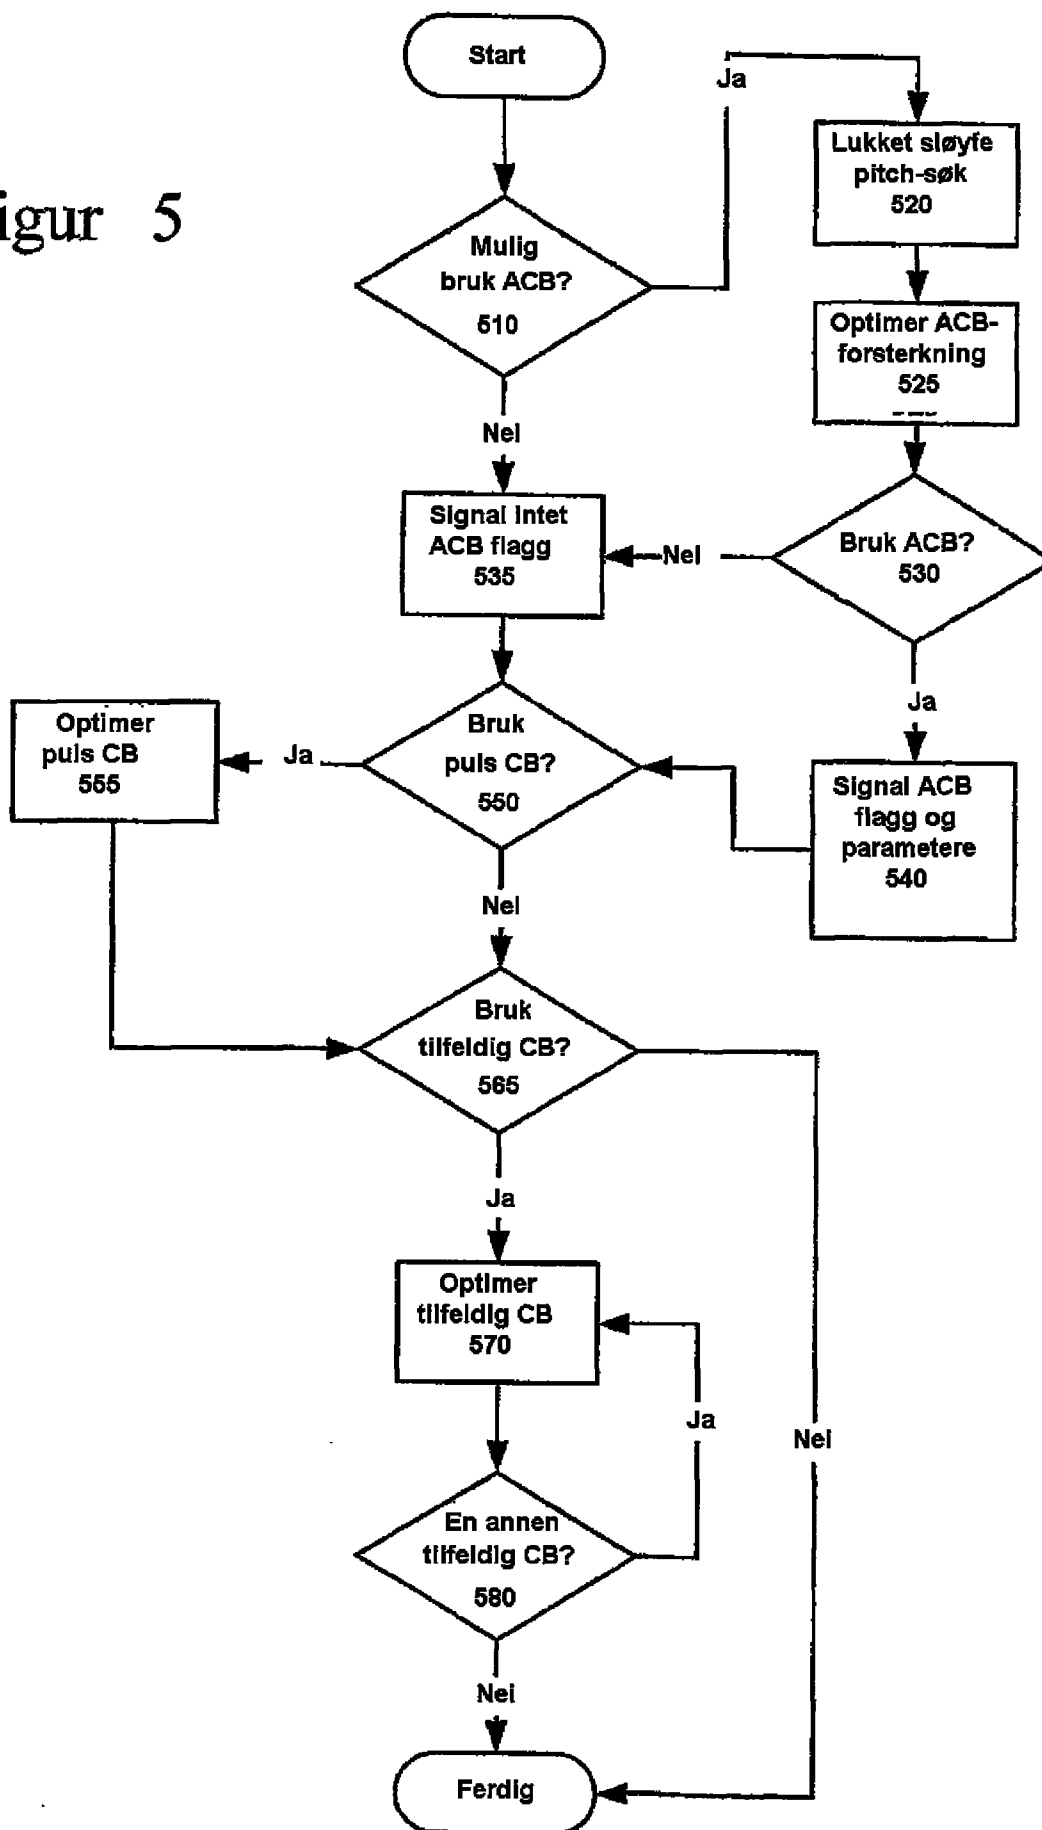 Start
Ja
Lukket sløyfe
pitch-søk
520
igur 5
Mulig
bruk ACB?
510
Optimer ACB-
forsterkning
525
Nei
Signal intet
ACB flagg
535
Nei
Bruk ACB?
530
Ja
Optimer
puls CB
555
Ja
Bruk
puls CB?
550
Signal ACB
flagg og
parametere
540
Nei
Bruk
tilfeldig CB?
565
Ja
Optimer
tilfeldig CB
570
Ja
Nei
En annen
tilfeldig CB?
580
Nei
Ferdig